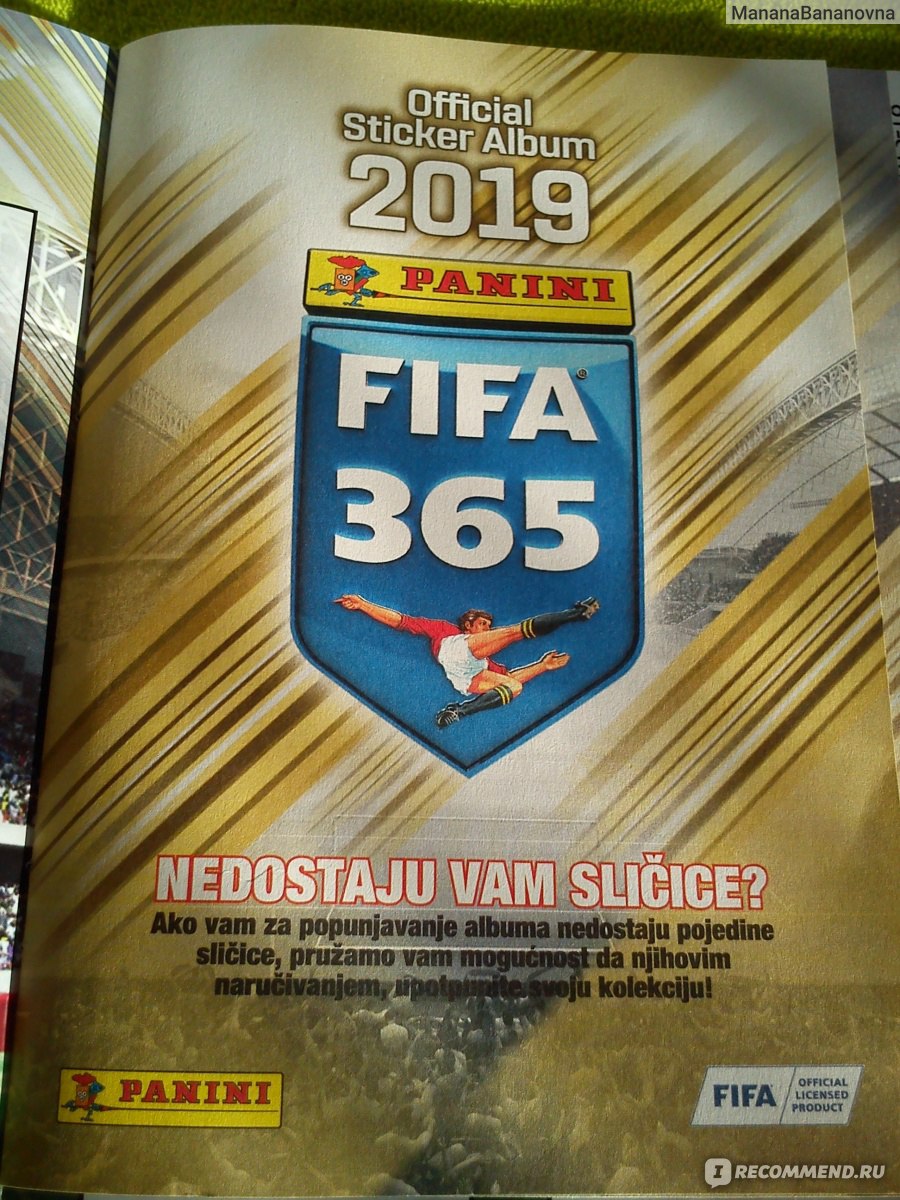 MananaBananovna
Official
Sticker Album
2019
PANINI
FIFA®
365
NEDOSTAJU VAM SLIČICE?
Ako vam za popunjavanje albuma nedostaju pojedine
sličice, pružamo vam mogućnost da njihovim
naručivanjem, upotpunite svoju kolekciju!
PANINI
FIFA
OFFICIAL
LICENSED
PRODUCT
IRECOMMEND.RU